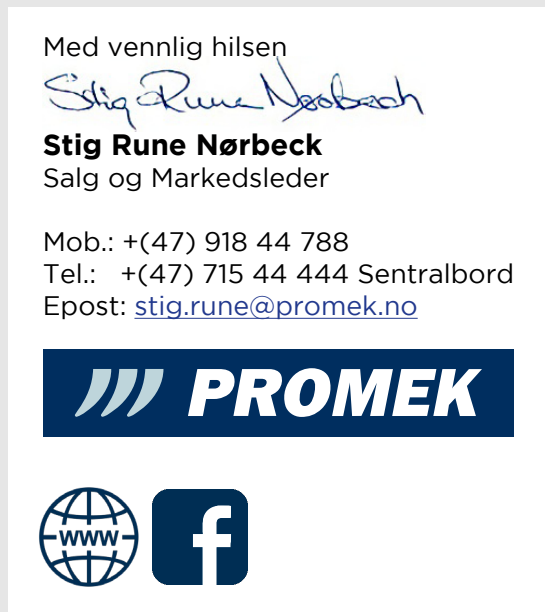 Med vennlig hilsen
Stig Rune Nørbeck
Stig Rune Nørbeck
Salg og Markedsleder
Mob.: +(47) 918 44 788
Tel.: +(47) 715 44 444 Sentralbord
Epost: stig.rune@promek.no
PROMEK
WWW
f